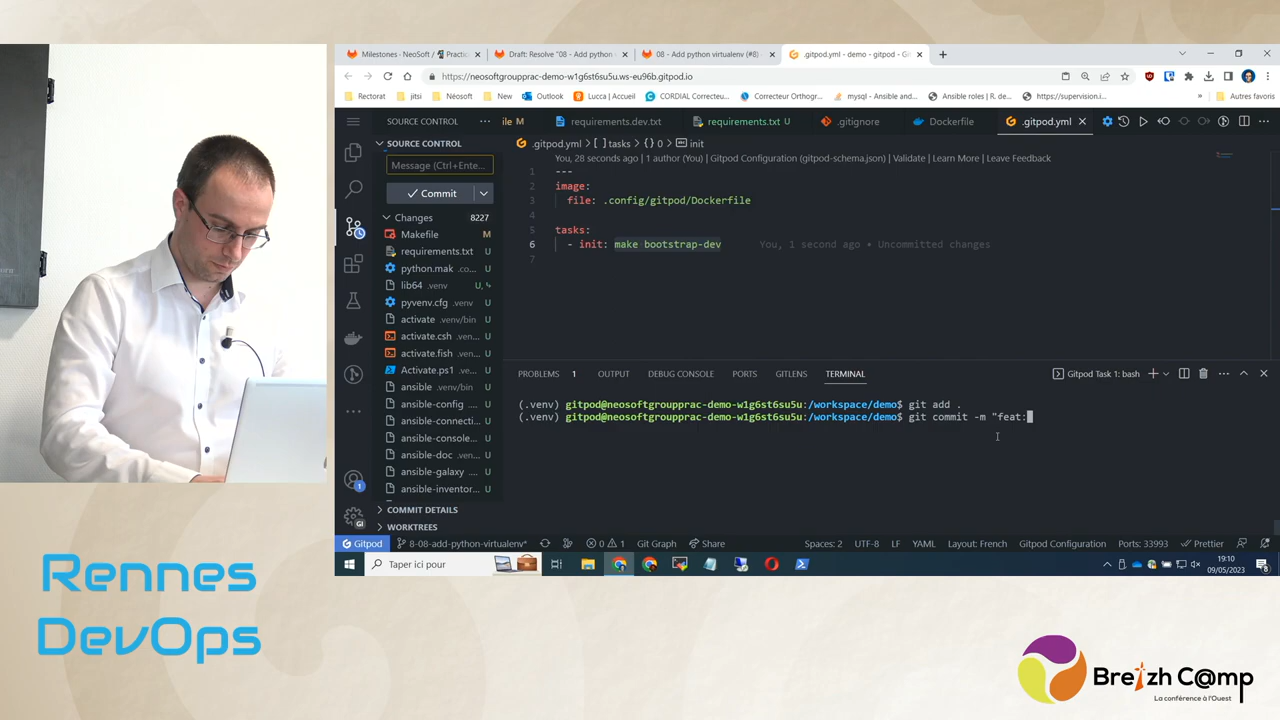 Milestones - NeoSoft / Practic
Draft: Resolve "08 - Add python
08 - Add python virtualenv (#8)
.gitpod.yml - demo - gitpod - G
https://neosoftgroupprac-demo-w1g6st6su5u.ws-eu96b.gitpod.io
Rectorat
jitsi
Néosoft
New
Outlook
Lucca | Accueil
CORDIAL Correcteu...
Correcteur Orthogr...
mysql - Ansible and...
Ansible roles | R. de...
https://supervision.i...
Autres favoris
SOURCE CONTROL
ile M
requirements.dev.txt
requirements.txt U
.gitignore
Dockerfile
.gitpod.yml
SOURCE CONTROL
.gitpod.yml > [ ] tasks > { } 0 > init
Message (Ctrl+Ente...
You, 28 seconds ago | 1 author (You) | Gitpod Configuration (gitpod-schema.json) | Validate | Learn More | Leave Feedback
1 ---
2 image:
3 file: .config/gitpod/Dockerfile
4
5 tasks:
6 - init: make bootstrap-dev You, 1 second ago • Uncommitted changes
7
Commit
Changes 8227
Makefile M
requirements.txt U
python.mak .co... U
lib64 .venv U,
pyvenv.cfg .venv U
activate .venv/bin U
activate.csh .ven... U
activate.fish .ven... U
Activate.ps1 .ve... U
ansible .venv/bin U
ansible-config .... U
ansible-connecti... U
ansible-console... U
ansible-doc .ven... U
ansible-galaxy .... U
ansible-inventor... U
COMMIT DETAILS
WORKTREES
PROBLEMS 1
OUTPUT
DEBUG CONSOLE
PORTS
GITLENS
TERMINAL
Gitpod Task 1: bash
(.venv) gitpod@neosoftgroupprac-demo-w1g6st6su5u:/workspace/demo$ git add .
(.venv) gitpod@neosoftgroupprac-demo-w1g6st6su5u:/workspace/demo$ git commit -m "feat:
Gitpod
8-08-add-python-virtualenv*
0 1
Git Graph
Share
Spaces: 2
UTF-8
LF
YAML
Layout: French
Gitpod Configuration
Ports: 33993
Prettier
Taper ici pour
19:10
09/05/2023
Rennes
DevOps
Breizh C@mp
La conférence à l'Ouest